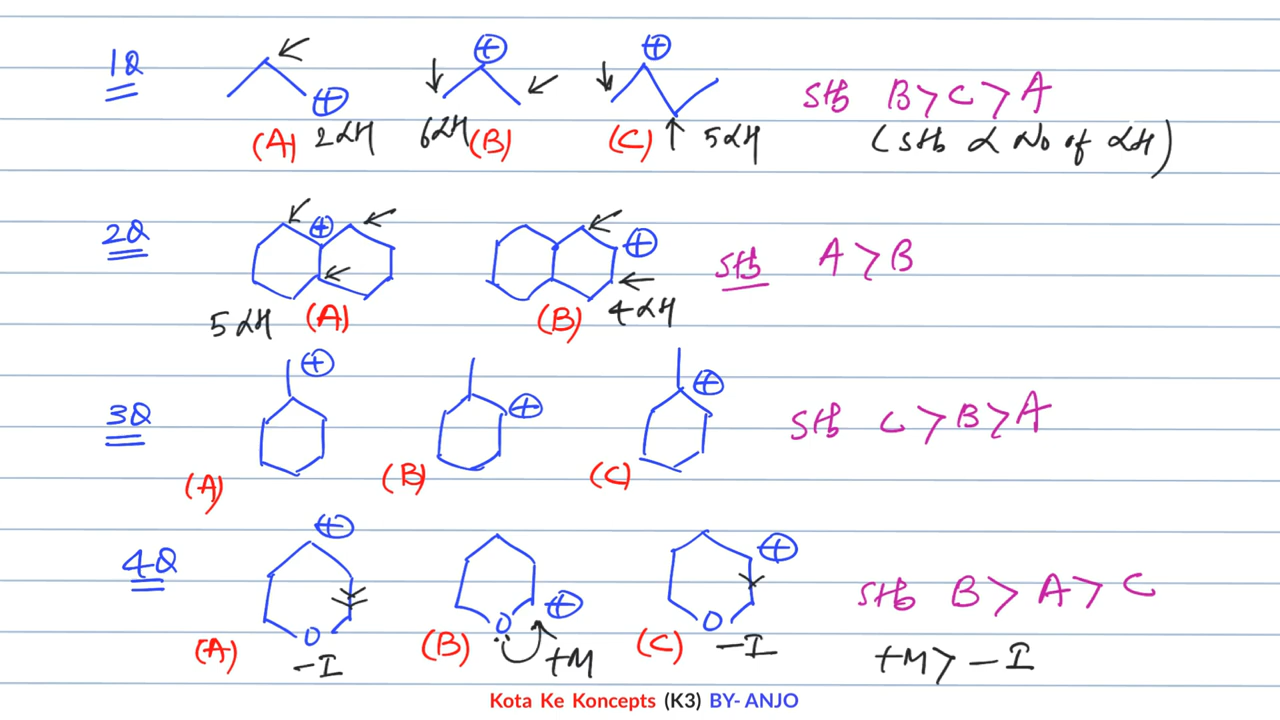 1Q
⊕ ⊕ ⊕
(A) 2αH 6αH (B) (C) 5αH
Stb B > C > A
(Stb α No of αH)
2Q
⊕ ⊕
5αH (A) (B) 4αH
Stb A > B
3Q
⊕ ⊕ ⊕
(A) (B) (C)
Stb C > B > A
4Q
⊕ ⊕ ⊕
O O O
(A) -I (B) +M (C) -I
Stb B > A > C
+M > -I
Kota Ke Koncepts (K3) BY- ANJO